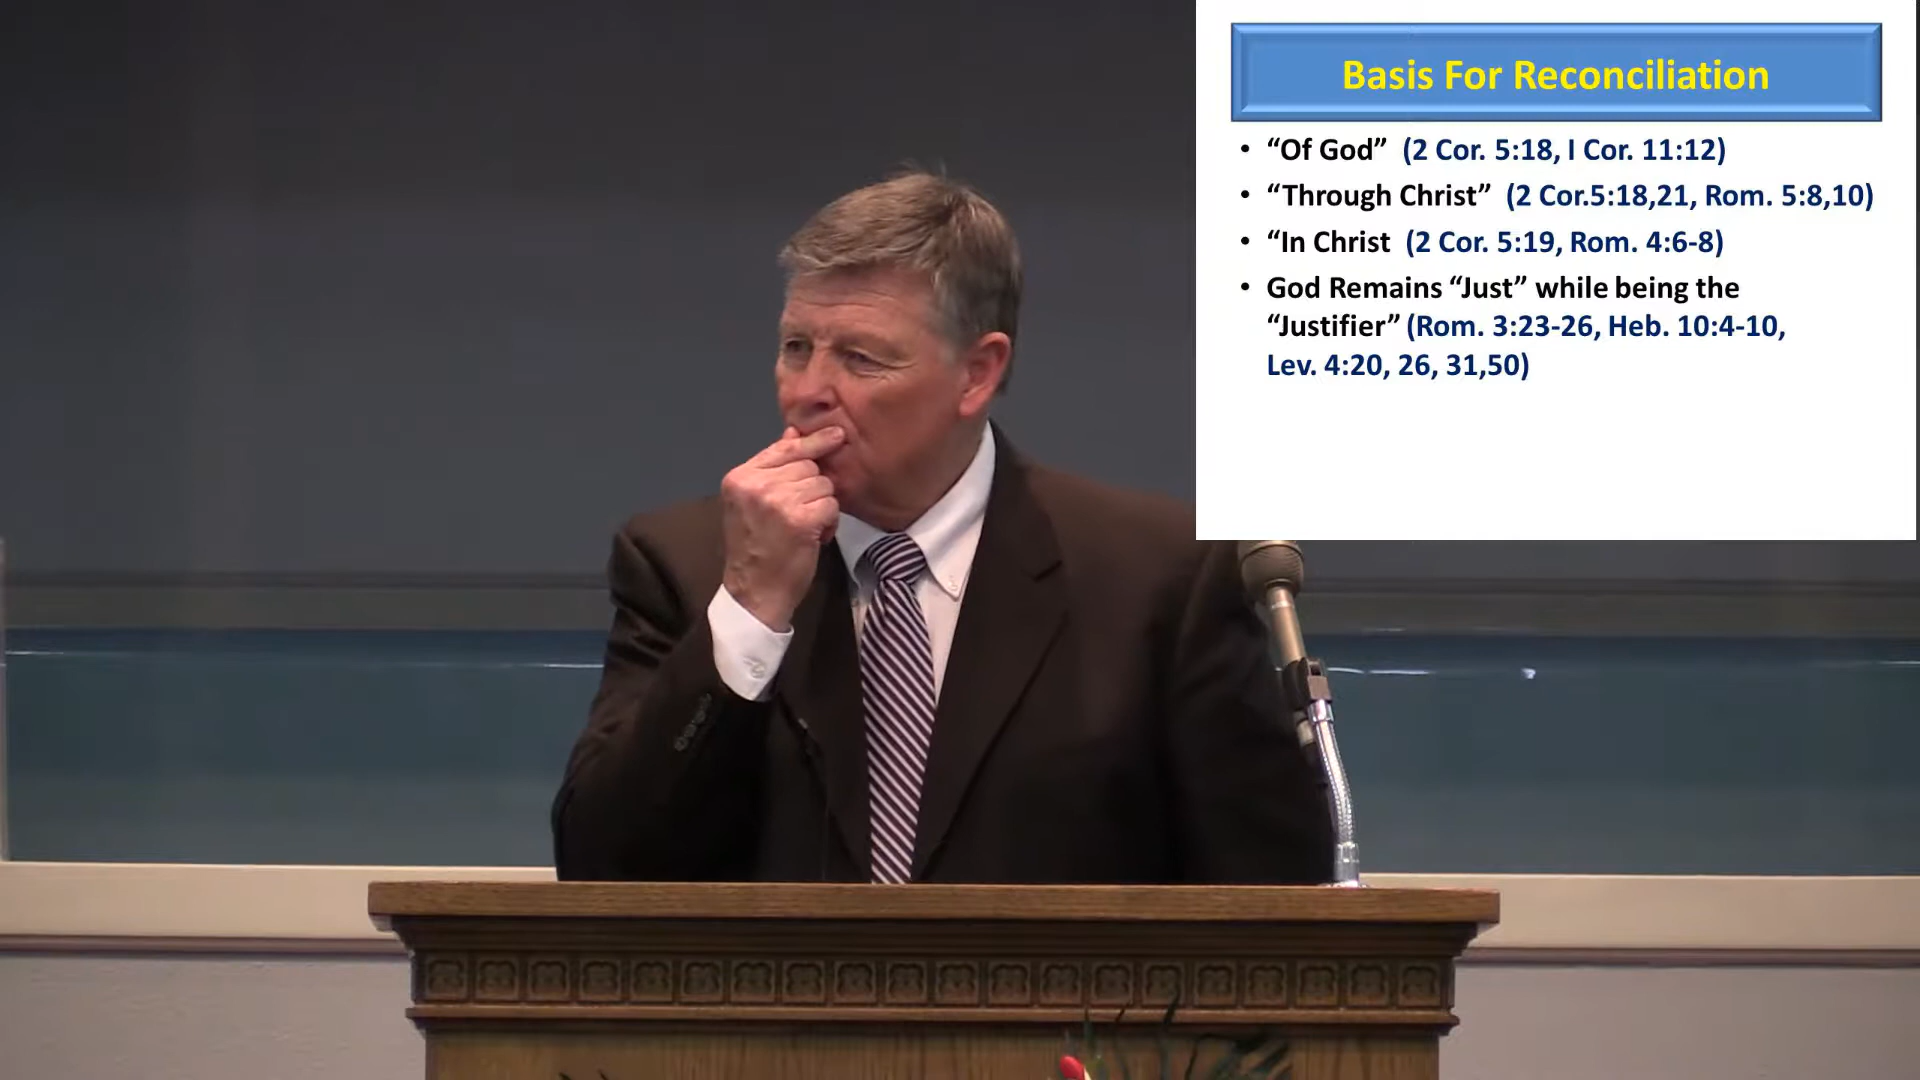 Basis For Reconciliation
• “Of God” (2 Cor. 5:18, I Cor. 11:12)
• “Through Christ” (2 Cor.5:18,21, Rom. 5:8,10)
• “In Christ (2 Cor. 5:19, Rom. 4:6-8)
• God Remains “Just” while being the
“Justifier” (Rom. 3:23-26, Heb. 10:4-10,
Lev. 4:20, 26, 31,50)